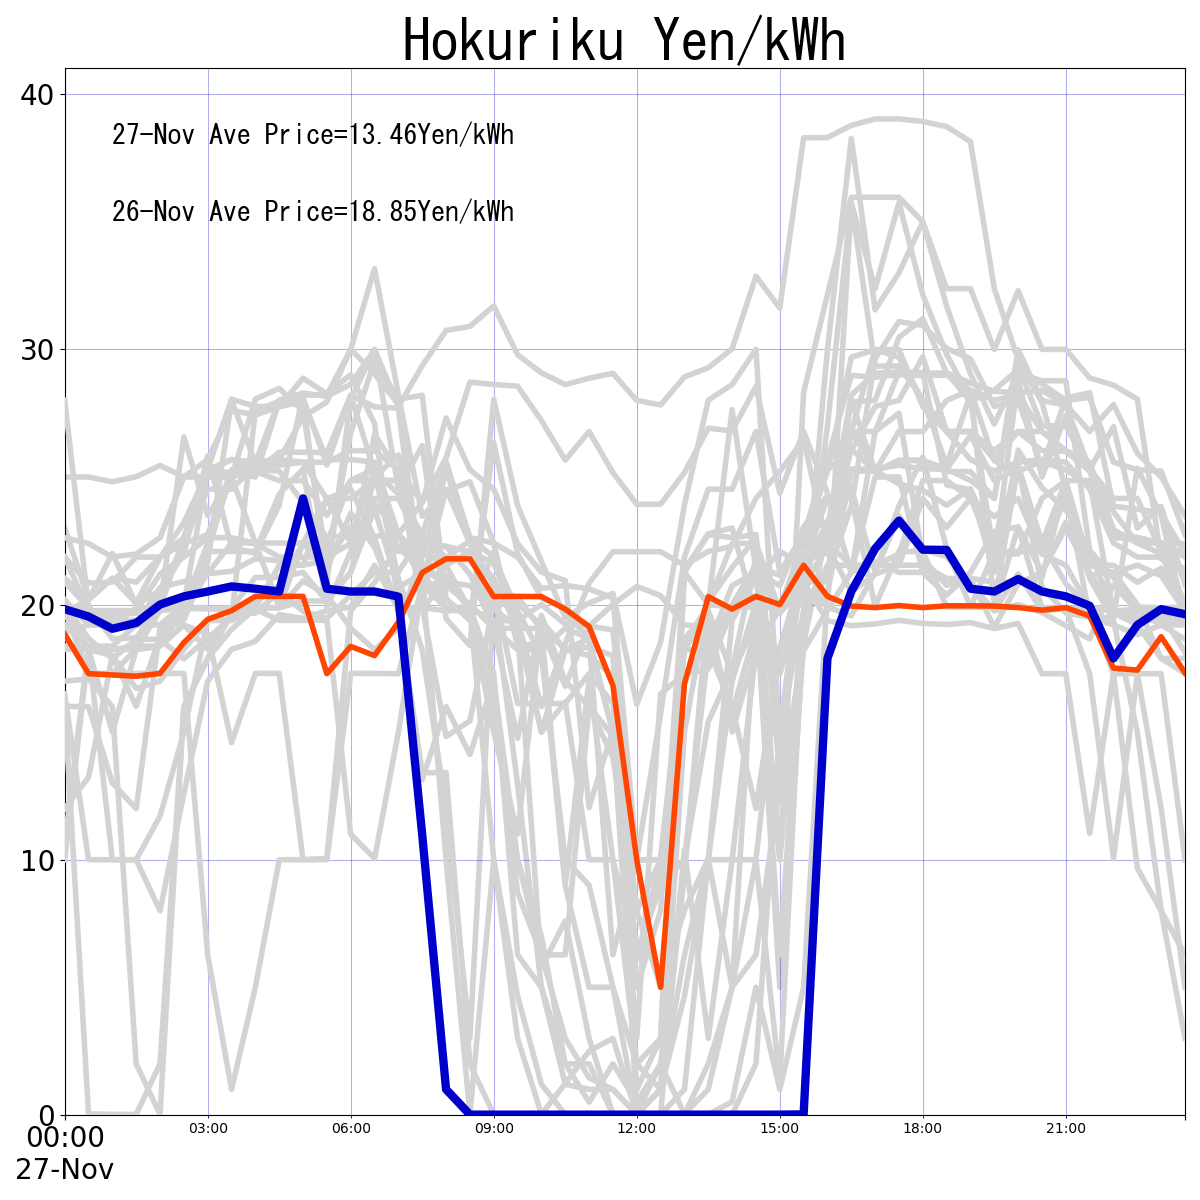 Hokuriku Yen/kWh
40
27-Nov Ave Price=13.46Yen/kWh
26-Nov Ave Price=18.85Yen/kWh
30
20
10
0
00:00 03:00 06:00 09:00 12:00 15:00 18:00 21:00
27-Nov